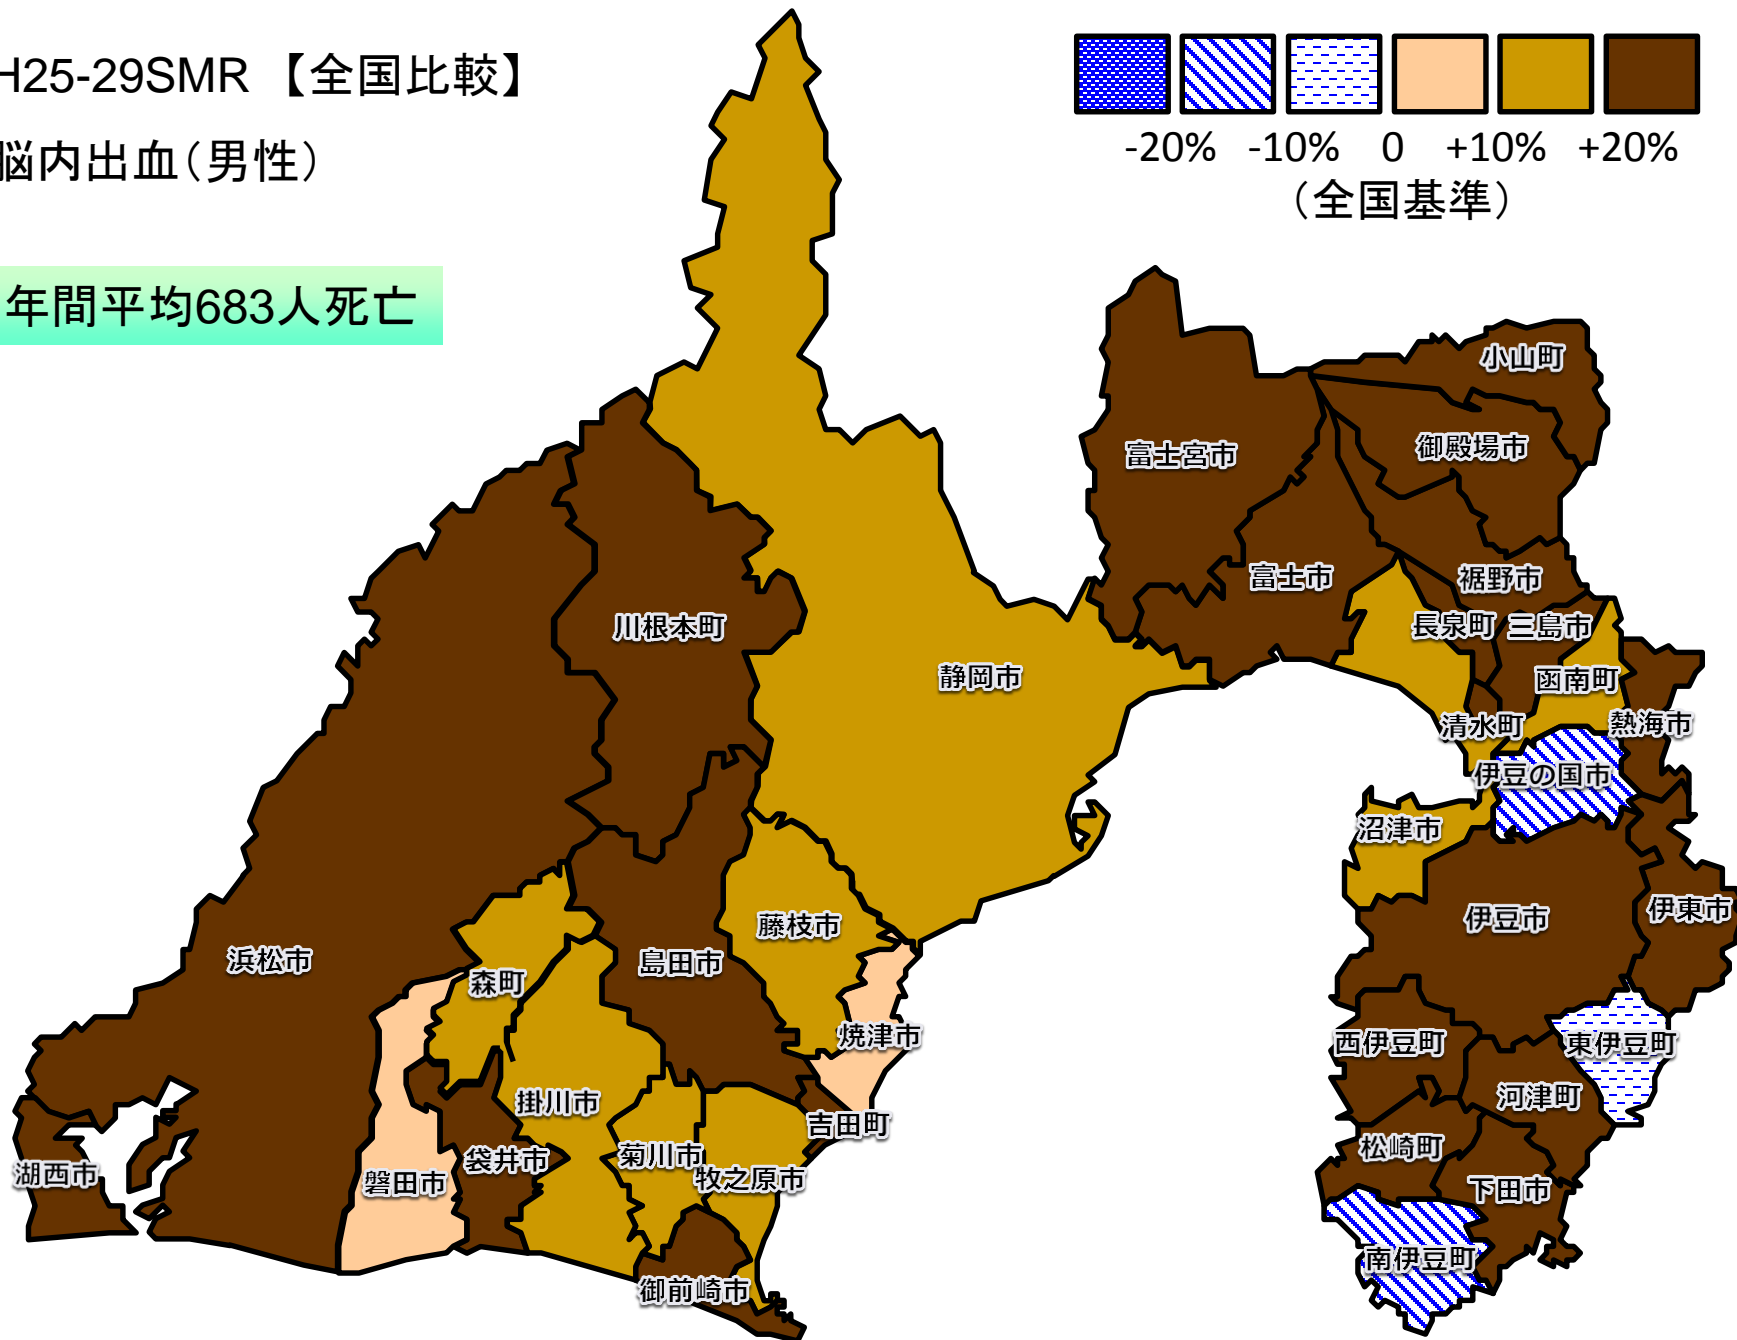 H25-29SMR 【全国比較】
脳内出血（男性）
-20% -10% 0 +10% +20%
（全国基準）
年間平均683人死亡
小山町
御殿場市
富士宮市
富士市
裾野市
長泉町
三島市
川根本町
静岡市
函南町
清水町
熱海市
伊豆の国市
沼津市
藤枝市
伊豆市
伊東市
浜松市
島田市
森町
焼津市
西伊豆町
東伊豆町
掛川市
河津町
吉田町
湖西市
磐田市
袋井市
菊川市
牧之原市
松崎町
下田市
南伊豆町
御前崎市